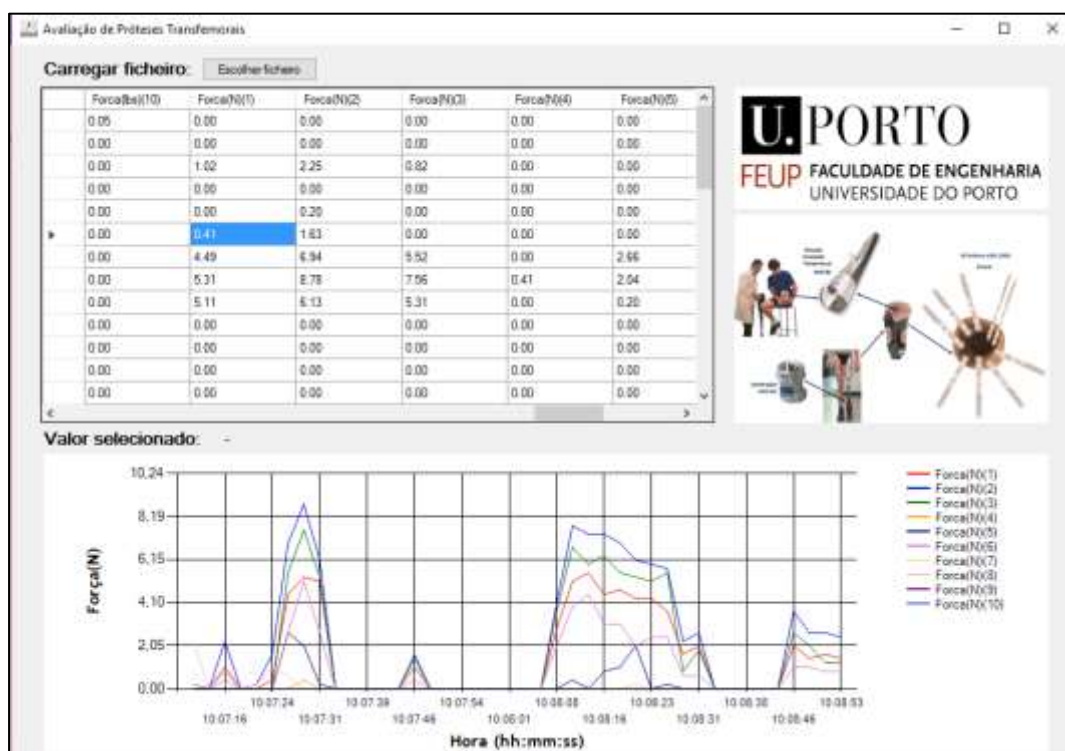 Avaliação de Próteses Transfemorais
Carregar ficheiro: Escolher ficheiro
Forca(lbs)(10) Forca(N)(1) Forca(N)(2) Forca(N)(3) Forca(N)(4) Forca(N)(5)
0.05 0.00 0.00 0.00 0.00 0.00
0.00 0.00 0.00 0.00 0.00 0.00
0.00 1.02 2.25 0.82 0.00 0.00
0.00 0.00 0.00 0.00 0.00 0.00
0.00 0.00 0.20 0.00 0.00 0.00
0.00 0.41 1.63 0.00 0.00 0.00
0.00 4.49 6.94 5.52 0.00 2.66
0.00 5.31 8.78 7.56 0.41 2.04
0.00 5.11 6.13 5.31 0.00 0.20
0.00 0.00 0.00 0.00 0.00 0.00
0.00 0.00 0.00 0.00 0.00 0.00
0.00 0.00 0.00 0.00 0.00 0.00
0.00 0.00 0.00 0.00 0.00 0.00
U. PORTO
FEUP FACULDADE DE ENGENHARIA
UNIVERSIDADE DO PORTO
Valor selecionado: -
10,24
8,19
6,15
4,10
2,05
0,00
Força(N)
10:07:24 10:07:39 10:07:54 10:08:08 10:08:23 10:08:38 10:08:53
10:07:16 10:07:31 10:07:46 10:08:01 10:08:16 10:08:31 10:08:46
Hora (hh:mm:ss)
Forca(N)(1)
Forca(N)(2)
Forca(N)(3)
Forca(N)(4)
Forca(N)(5)
Forca(N)(6)
Forca(N)(7)
Forca(N)(8)
Forca(N)(9)
Forca(N)(10)